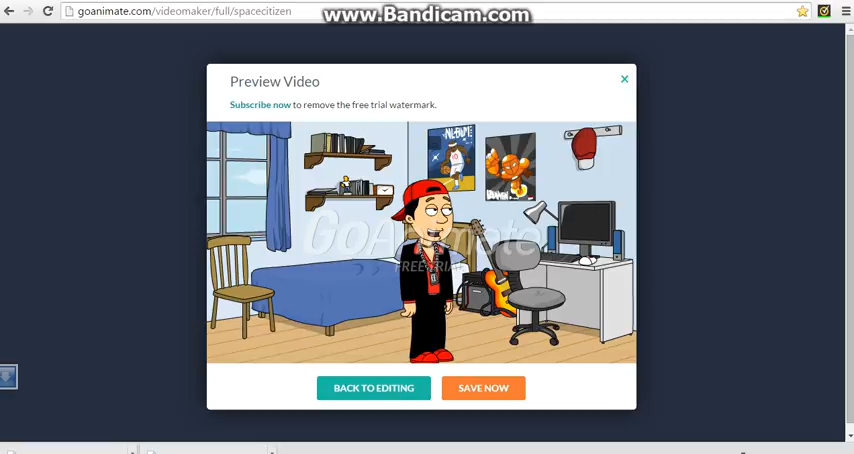 goanimate.com/videomaker/full/spacecitizen
www.Bandicam.com
Preview Video
Subscribe now to remove the free trial watermark.
GoAnimate
FREE TRIAL
BACK TO EDITING
SAVE NOW